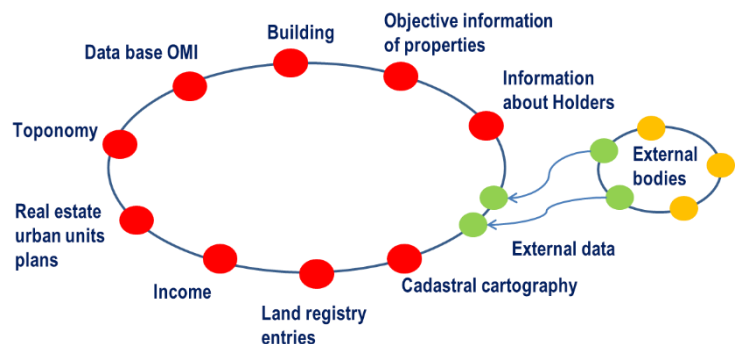 Objective information
of properties
Building
Data base OMI
Information
about Holders
Toponomy
External
bodies
Real estate
urban units
plans
External data
Income
Cadastral cartography
Land registry
entries